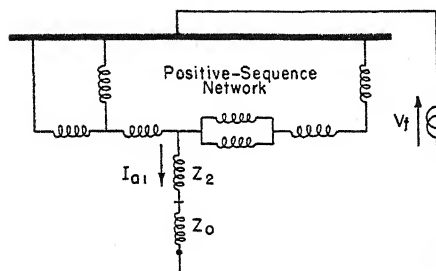 Positive-Sequence
Network
Vf
Ia1
Z2
Z0